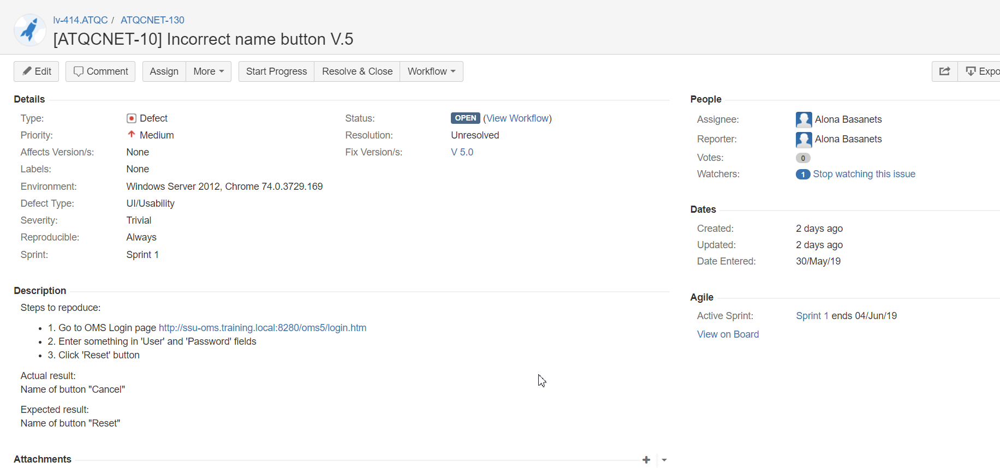 lv-414.ATQC / ATQCNET-130
[ATQCNET-10] Incorrect name button V.5
Edit Comment Assign More Start Progress Resolve & Close Workflow Expo
Details
Type: Defect
Priority: Medium
Affects Version/s: None
Labels: None
Environment: Windows Server 2012, Chrome 74.0.3729.169
Defect Type: UI/Usability
Severity: Trivial
Reproducible: Always
Sprint: Sprint 1
Status: OPEN (View Workflow)
Resolution: Unresolved
Fix Version/s: V 5.0
Description
Steps to repoduce:
• 1. Go to OMS Login page http://ssu-oms.training.local:8280/oms5/login.htm
• 2. Enter something in 'User' and 'Password' fields
• 3. Click 'Reset' button
Actual result:
Name of button "Cancel"
Expected result:
Name of button "Reset"
Attachments
People
Assignee: Alona Basanets
Reporter: Alona Basanets
Votes: 0
Watchers: 1 Stop watching this issue
Dates
Created: 2 days ago
Updated: 2 days ago
Date Entered: 30/May/19
Agile
Active Sprint: Sprint 1 ends 04/Jun/19
View on Board